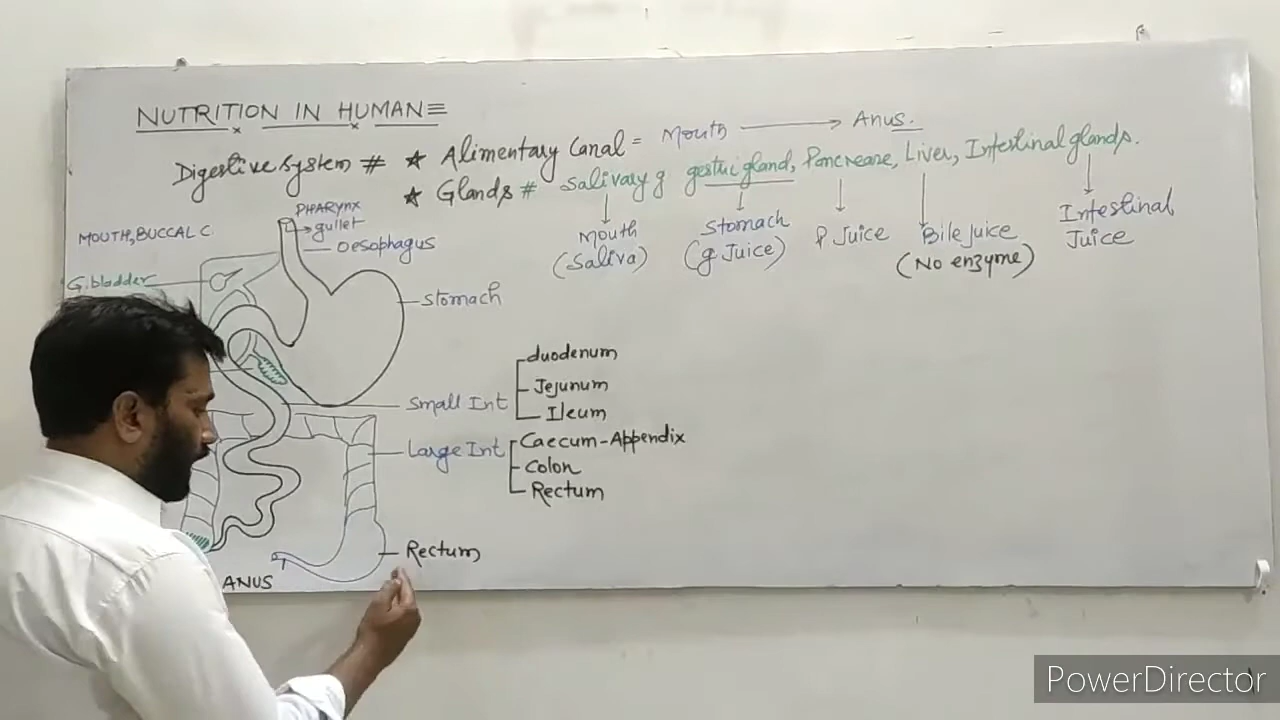 NUTRITION IN HUMAN
Digestive system # ★ Alimentary Canal = Mouth → Anus.
★ Glands # Salivary g gestric gland, Pancrease, Liver, Intestinal glands.
Mouth
(Saliva)
Stomach
(g Juice)
P Juice
Bile juice
(No enzyme)
Intestinal
Juice
PHARYNX
gullet
MOUTH, BUCCAL C.
Oesophagus
G. bladder
Stomach
Small Int
duodenum
Jejunum
Ileum
Large Int
Caecum-Appendix
Colon
Rectum
Rectum
ANUS
PowerDirector